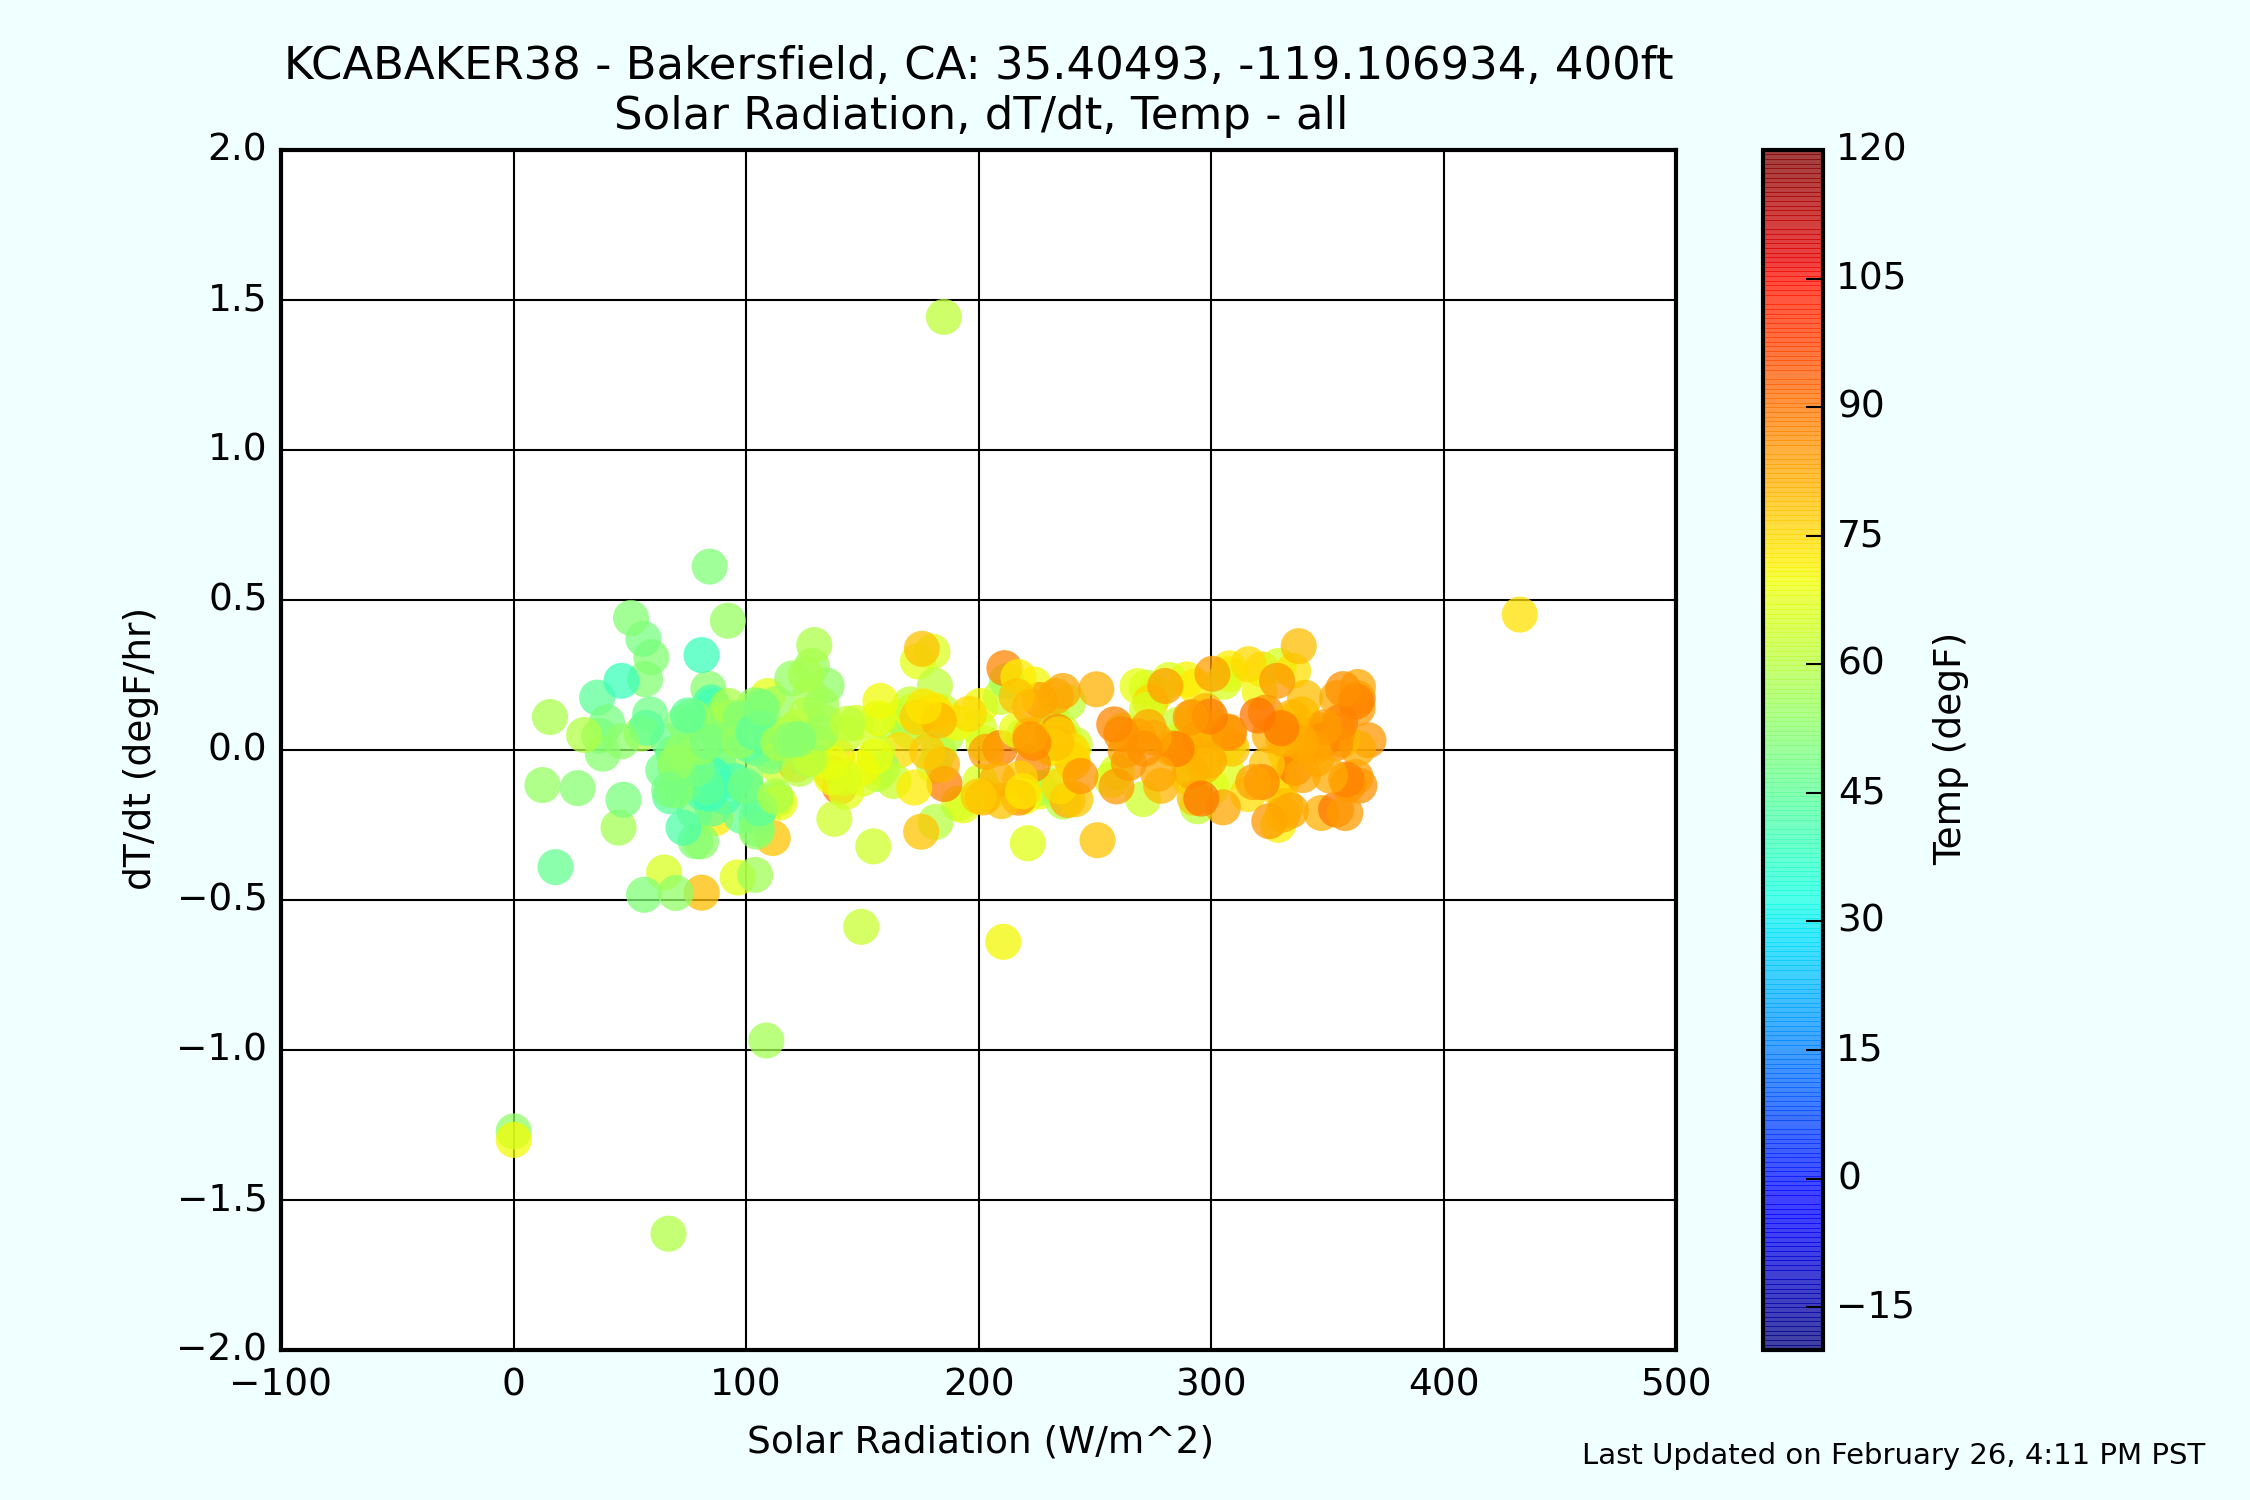 KCABAKER38 - Bakersfield, CA: 35.40493, -119.106934, 400ft
Solar Radiation, dT/dt, Temp - all
2.0
1.5
1.0
0.5
0.0
−0.5
−1.0
−1.5
−2.0
dT/dt (degF/hr)
−100 0 100 200 300 400 500
Solar Radiation (W/m^2)
120
105
90
75
60
45
30
15
0
−15
Temp (degF)
Last Updated on February 26, 4:11 PM PST